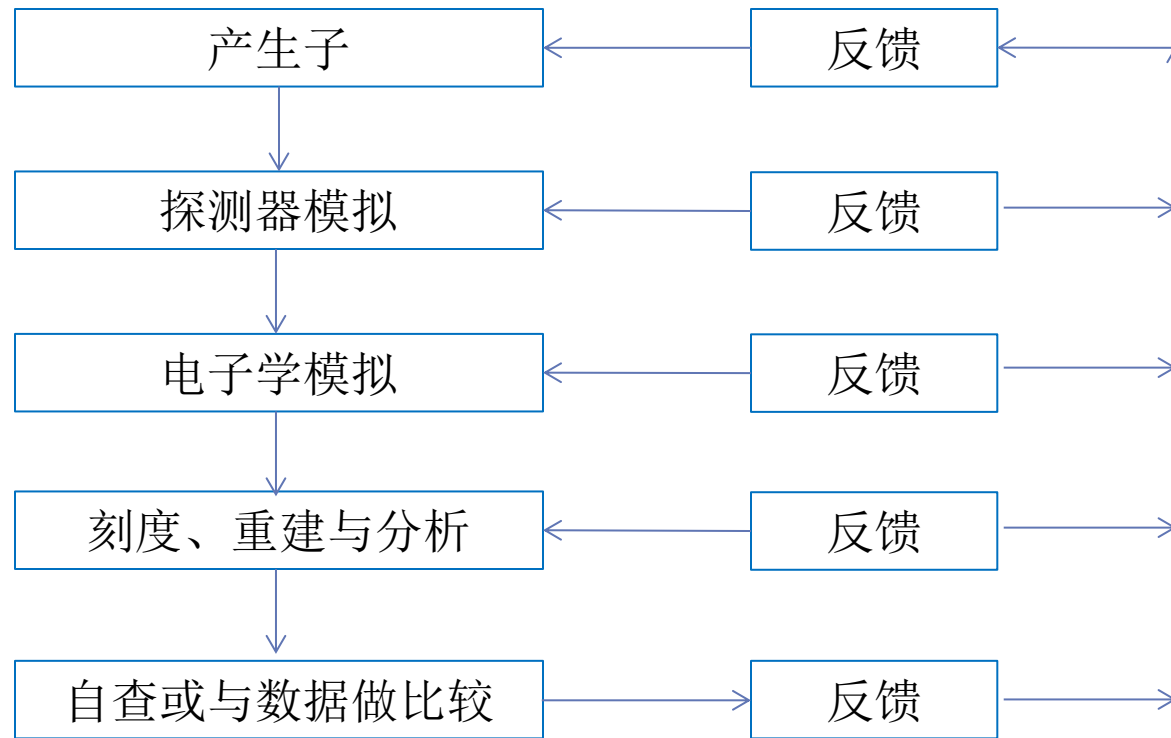 产生子
反馈
探测器模拟
反馈
电子学模拟
反馈
刻度、重建与分析
反馈
自查或与数据做比较
反馈